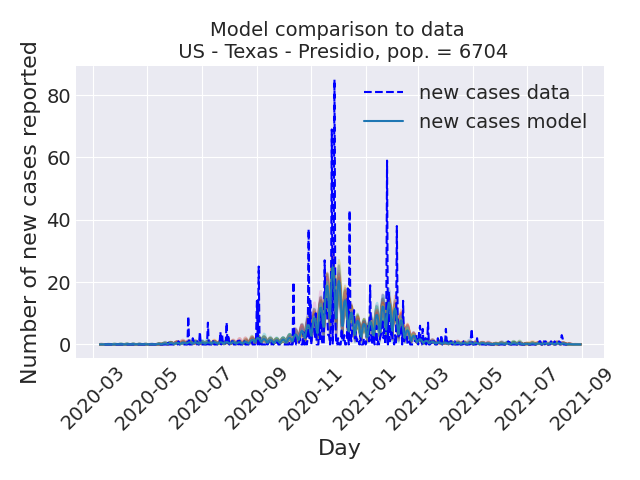 Model comparison to data
US - Texas - Presidio, pop. = 6704
Number of new cases reported
80
60
40
20
0
new cases data
new cases model
2020-03
2020-05
2020-07
2020-09
2020-11
2021-01
2021-03
2021-05
2021-07
2021-09
Day